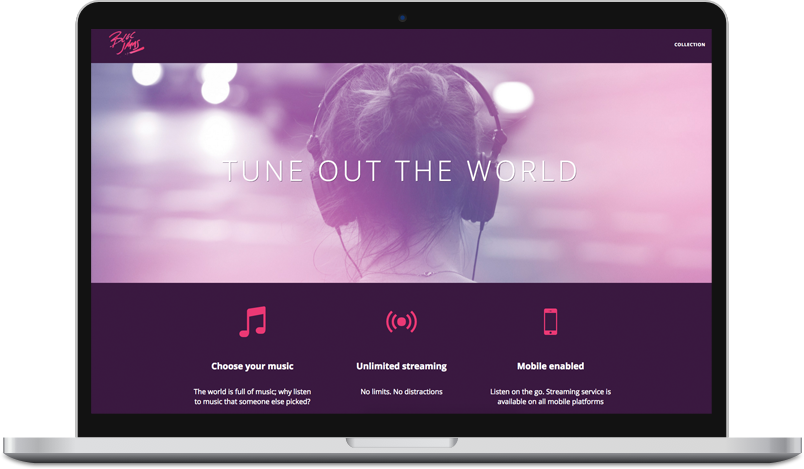 Bloc
Jams
COLLECTION
TUNE OUT THE WORLD
Choose your music
The world is full of music; why listen
to music that someone else picked?
Unlimited streaming
No limits. No distractions
Mobile enabled
Listen on the go. Streaming service is
available on all mobile platforms